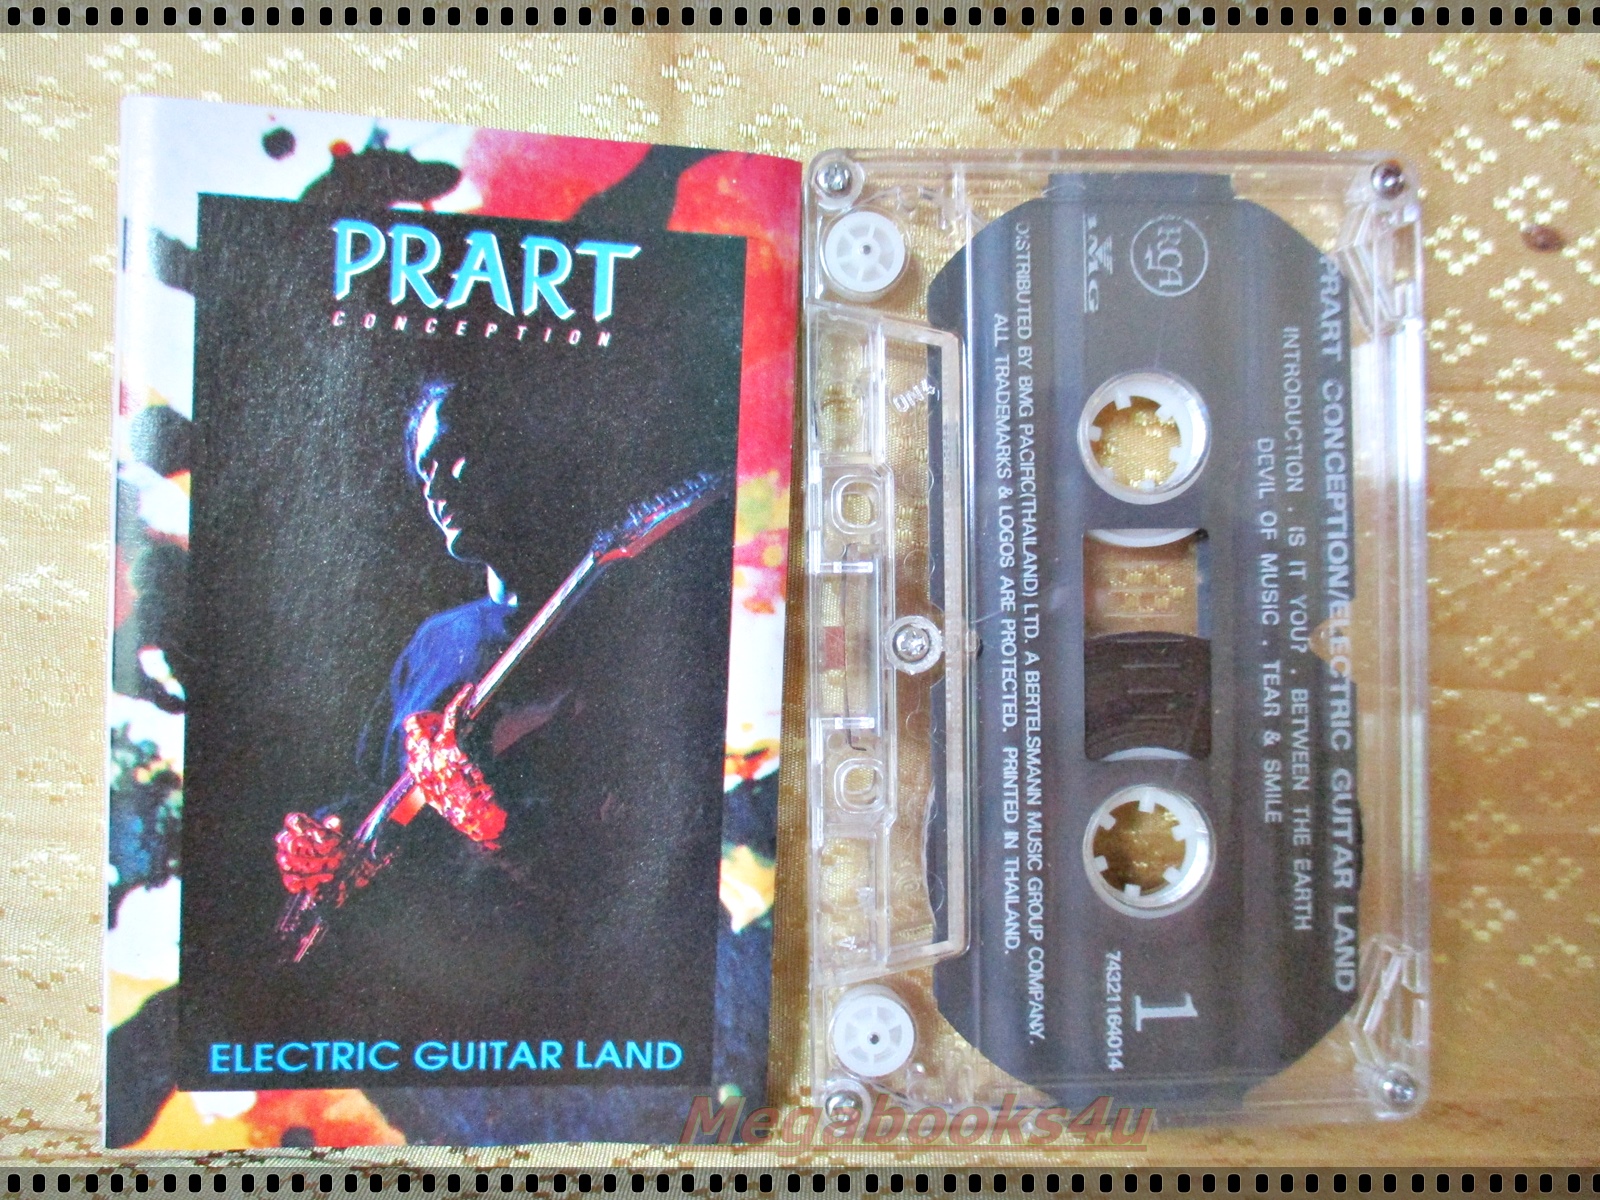 PRART
CONCEPTION
ELECTRIC GUITAR LAND
PRART CONCEPTION/ELECTRIC GUITAR LAND
INTRODUCTION . IS IT YOU? . BETWEEN THE EARTH
DEVIL OF MUSIC . TEAR & SMILE
RCA
BMG
1
74321164014
DISTRIBUTED BY BMG PACIFIC(THAILAND) LTD. A BERTELSMANN MUSIC GROUP COMPANY.
ALL TRADEMARKS & LOGOS ARE PROTECTED. PRINTED IN THAILAND.
Megabooks4u